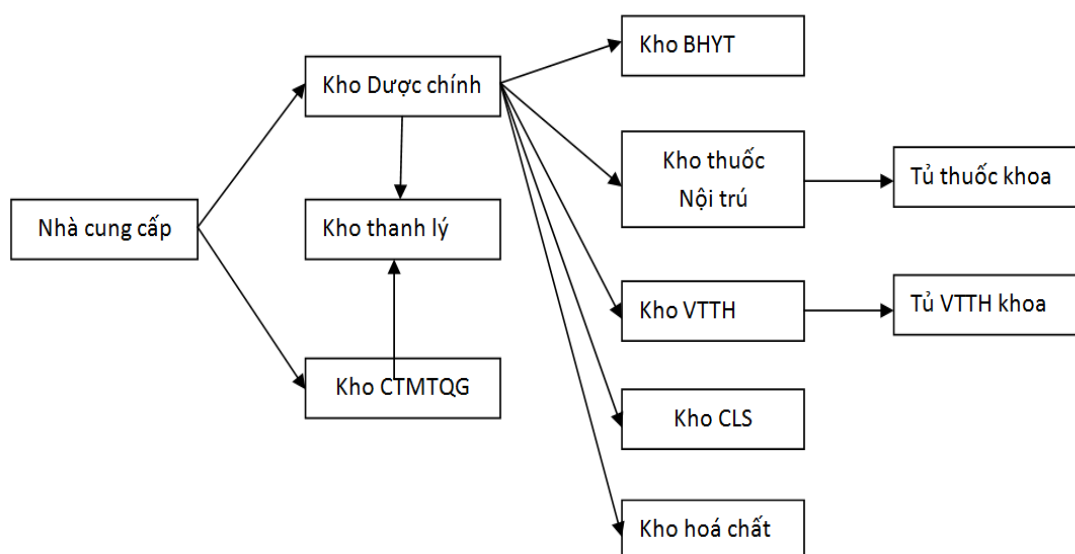 Kho BHYT
Kho Dược chính
Kho thuốc
Nội trú
Tủ thuốc khoa
Nhà cung cấp
Kho thanh lý
Kho VTTH
Tủ VTTH khoa
Kho CTMTQG
Kho CLS
Kho hoá chất